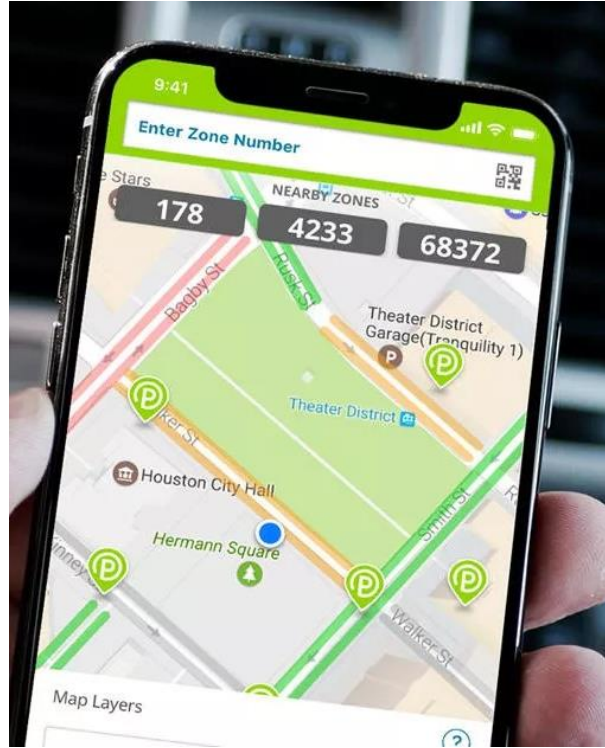 9:41
Enter Zone Number
e Stars
NEARBY ZONES
St
178
4233
68372
Rusk St
Bagby St
Theater District
Garage(Tranquility 1)
P
Theater District
ker St
Houston City Hall
Smith St
Hermann Square
inney
Walker St
Map Layers
?